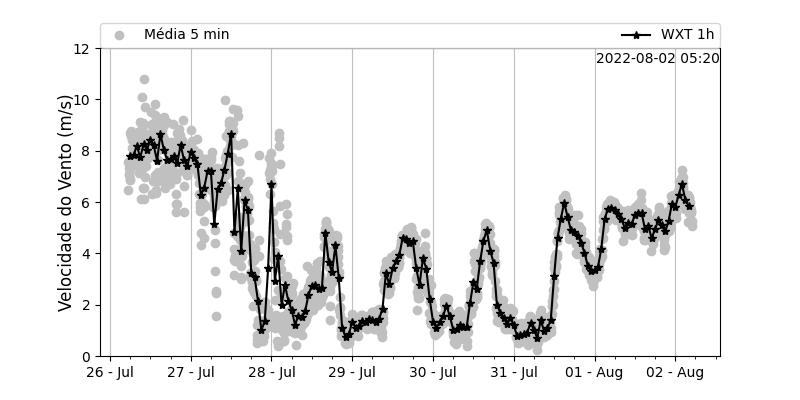 Média 5 min
WXT 1h
2022-08-02 05:20
Velocidade do Vento (m/s)
12
10
8
6
4
2
0
26 - Jul
27 - Jul
28 - Jul
29 - Jul
30 - Jul
31 - Jul
01 - Aug
02 - Aug